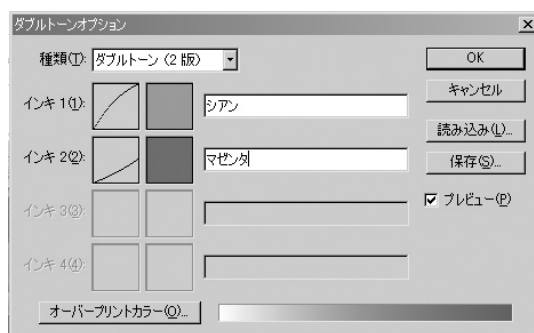 ダブルトーンオプション
種類(T): ダブルトーン (2 版)
OK
キャンセル
インキ 1(1):
シアン
読み込み(L)...
インキ 2(2):
マゼンタ
保存(S)...
プレビュー(P)
インキ 3(3):
インキ 4(4):
オーバープリントカラー(O)...